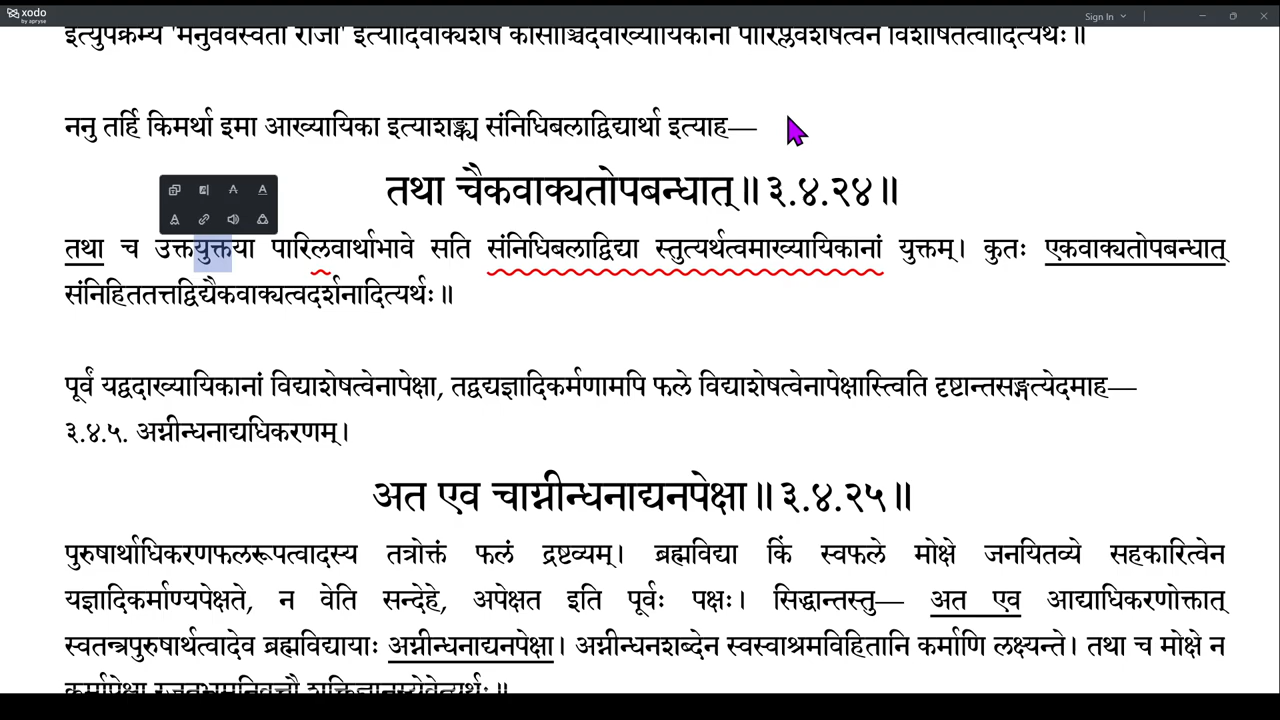 xodo
by apryse
Sign In
इत्युपक्रम्य 'मनुर्वैवस्वतो राजा' इत्यादिवाक्यशेषे कासाञ्चिदेवाख्यायिकानां पारिप्लवशेषत्वेन विशेषितत्वादित्यर्थः॥
ननु तर्हि किमर्था इमा आख्यायिका इत्याशङ्क्य संनिधिबलाद्विद्यार्था इत्याह—
तथा चैकवाक्यतोपबन्धात्॥३.४.२४॥
तथा च उक्तयुक्तया पारिलवार्थाभावे सति संनिधिबलाद्विद्या स्तुत्यर्थत्वमाख्यायिकानां युक्तम्। कुतः एकवाक्यतोपबन्धात्
संनिहिततत्तद्विद्यैकवाक्यत्वदर्शनादित्यर्थः॥
पूर्वं यद्वदाख्यायिकानां विद्याशेषत्वेनापेक्षा, तद्वद्यज्ञादिकर्मणामपि फले विद्याशेषत्वेनापेक्षास्त्विति दृष्टान्तसङ्गत्येदमाह—
३.४.५. अग्नीन्धनाद्यधिकरणम्।
अत एव चाग्नीन्धनाद्यनपेक्षा॥३.४.२५॥
पुरुषार्थाधिकरणफलरूपत्वादस्य तत्रोक्तं फलं द्रष्टव्यम्। ब्रह्मविद्या किं स्वफले मोक्षे जनयितव्ये सहकारित्वेन
यज्ञादिकर्माण्यपेक्षते, न वेति सन्देहे, अपेक्षत इति पूर्वः पक्षः। सिद्धान्तस्तु— अत एव आद्याधिकरणोक्तात्
स्वतन्त्रपुरुषार्थत्वादेव ब्रह्मविद्यायाः अग्नीन्धनाद्यनपेक्षा। अग्नीन्धनशब्देन स्वस्वाश्रमविहितानि कर्माणि लक्ष्यन्ते। तथा च मोक्षे न